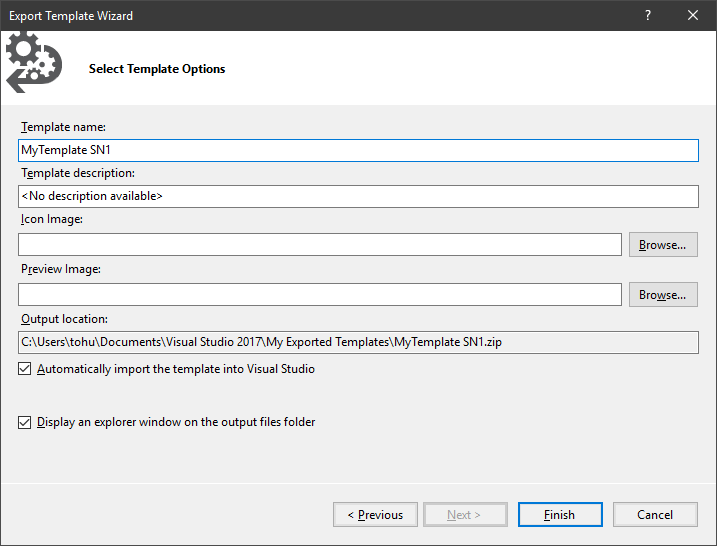 Export Template Wizard
?
Select Template Options
Template name:
MyTemplate SN1
Template description:
<No description available>
Icon Image:
Browse...
Preview Image:
Browse...
Output location:
C:\Users\tohu\Documents\Visual Studio 2017\My Exported Templates\MyTemplate SN1.zip
Automatically import the template into Visual Studio
Display an explorer window on the output files folder
< Previous Next > Finish Cancel